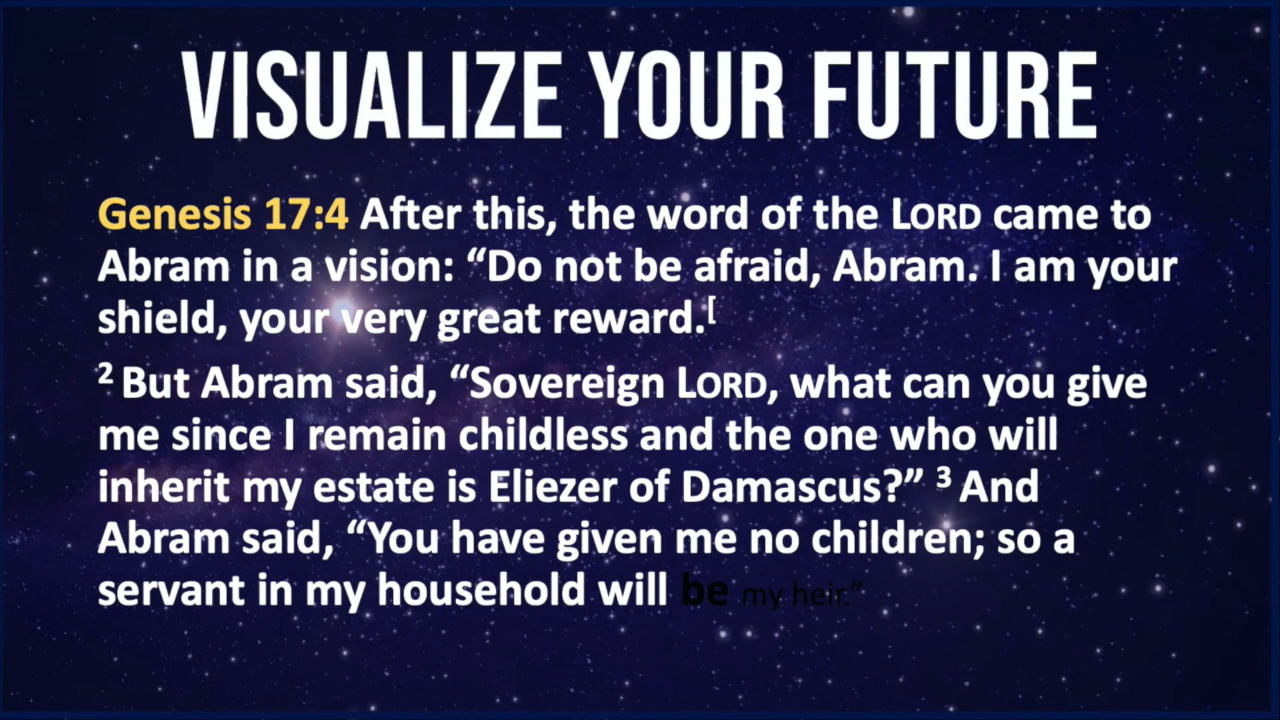 VISUALIZE YOUR FUTURE
Genesis 17:4 After this, the word of the LORD came to
Abram in a vision: “Do not be afraid, Abram. I am your
shield, your very great reward.[
2 But Abram said, “Sovereign LORD, what can you give
me since I remain childless and the one who will
inherit my estate is Eliezer of Damascus?” 3 And
Abram said, “You have given me no children; so a
servant in my household will be my heir.”